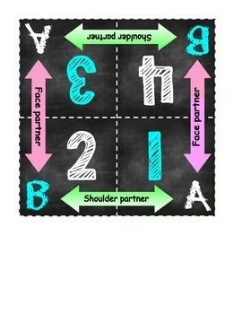 A Shoulder partner B
3 4
Face partner
Face partner
2 1
B Shoulder partner A